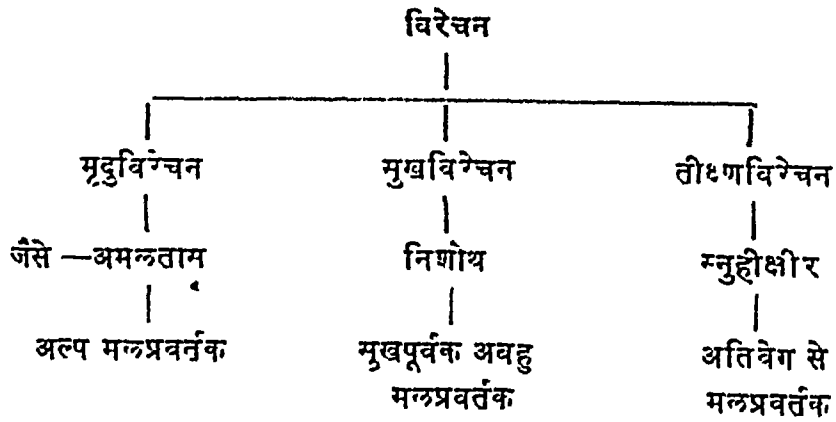 विरेचन
मृदुविरेचन सुखविरेचन तीक्ष्णविरेचन
जैसे —अमलतास निशोथ स्नुहीक्षीर
अल्प मलप्रवर्तक सुखपूर्वक अबहु अतिवेग से
मलप्रवर्तक मलप्रवर्तक